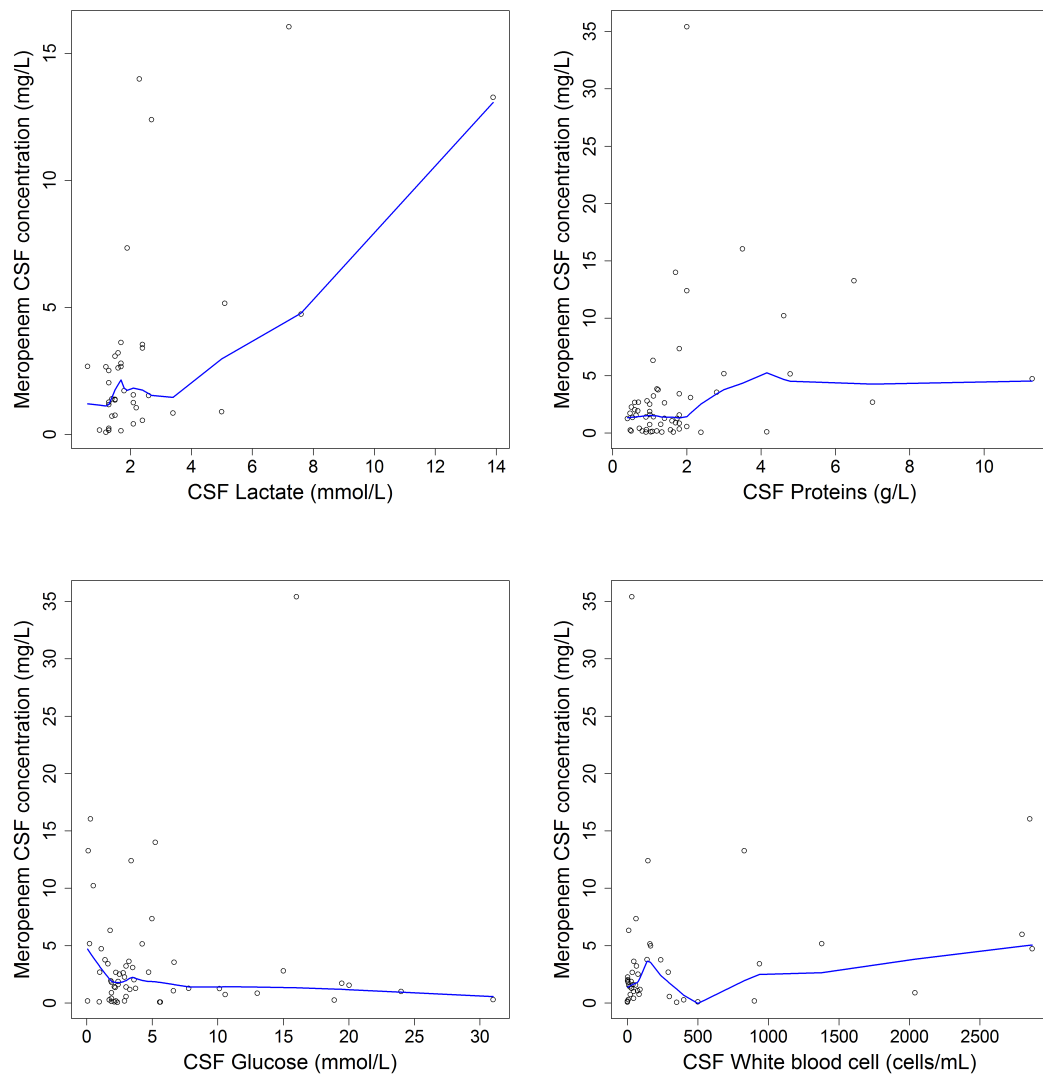 Meropenem CSF concentration (mg/L)
15
10
5
0
2 4 6 8 10 12 14
CSF Lactate (mmol/L)
Meropenem CSF concentration (mg/L)
35
30
25
20
15
10
5
0
0 2 4 6 8 10
CSF Proteins (g/L)
Meropenem CSF concentration (mg/L)
35
30
25
20
15
10
5
0
0 5 10 15 20 25 30
CSF Glucose (mmol/L)
Meropenem CSF concentration (mg/L)
35
30
25
20
15
10
5
0
0 500 1000 1500 2000 2500
CSF White blood cell (cells/mL)